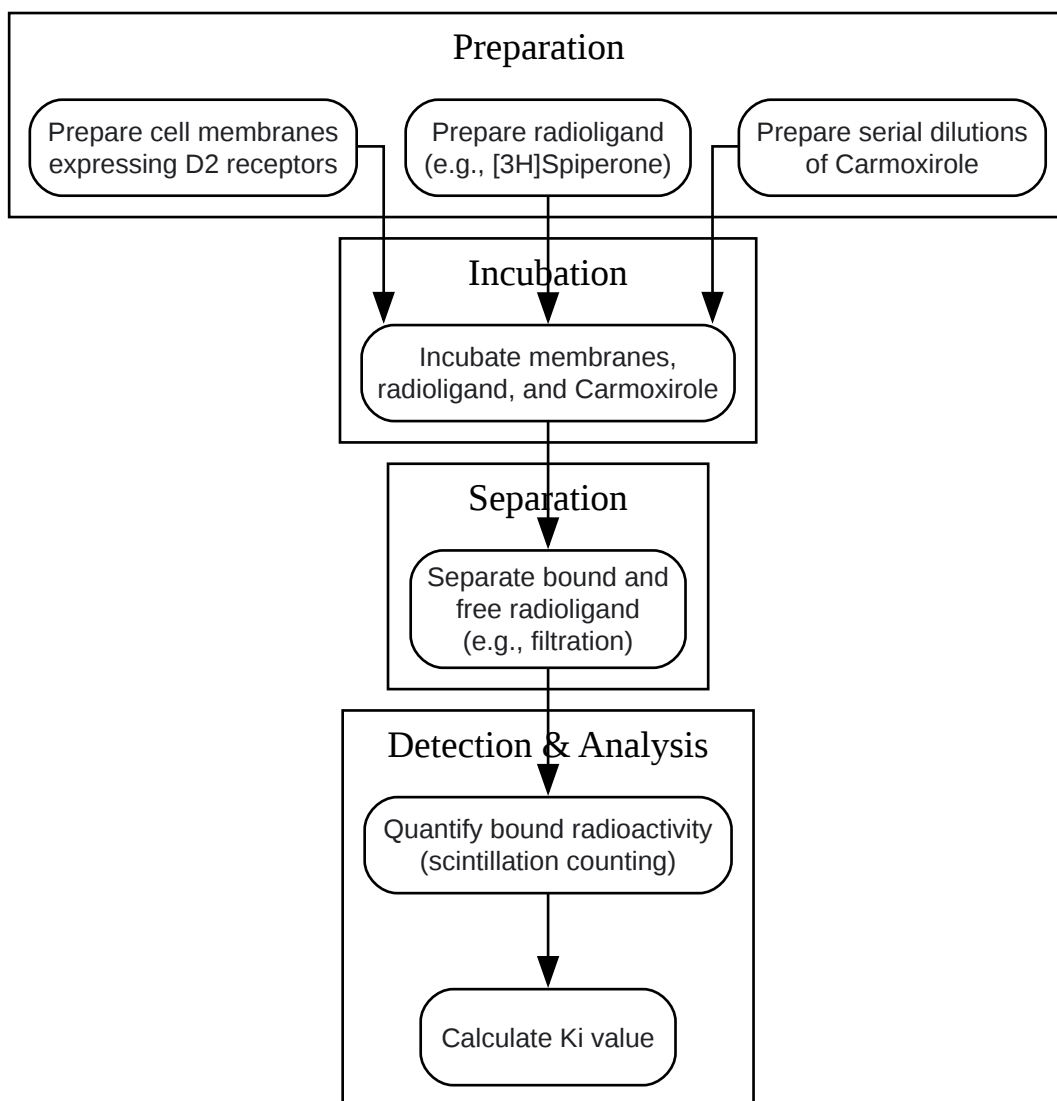 Preparation
Prepare cell membranes
expressing D2 receptors
Prepare radioligand
(e.g., [3H]Spiperone)
Prepare serial dilutions
of Carmoxirole
Incubation
Incubate membranes,
radioligand, and Carmoxirole
Separation
Separate bound and
free radioligand
(e.g., filtration)
Detection & Analysis
Quantify bound radioactivity
(scintillation counting)
Calculate Ki value